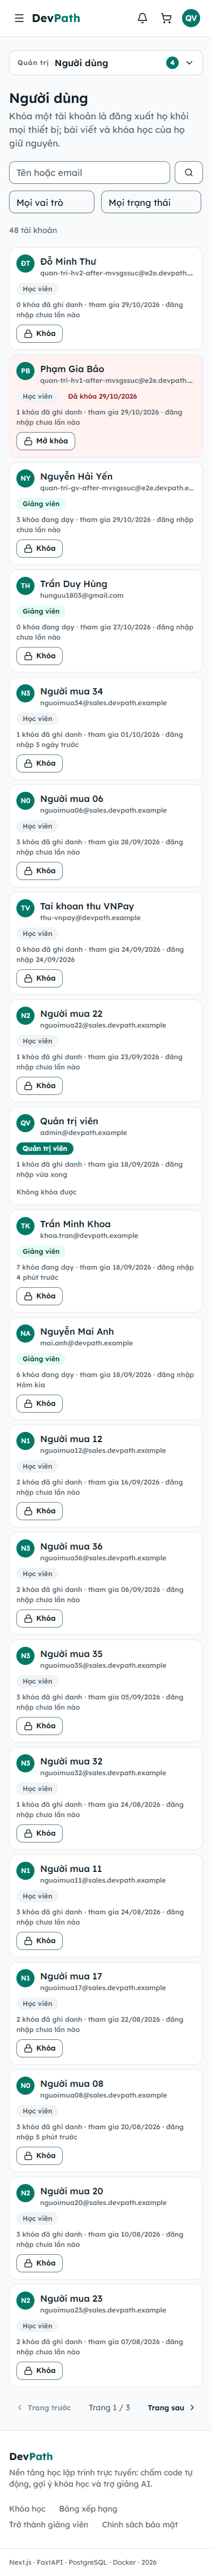 DevPath
QV
Quản trị Người dùng 4
Người dùng
Khóa một tài khoản là đăng xuất họ khỏi
mọi thiết bị; bài viết và khóa học của họ
giữ nguyên.
Tên hoặc email
Mọi vai trò Mọi trạng thái
48 tài khoản
ĐT Đỗ Minh Thư
quan-tri-hv2-after-mvsgssuc@e2e.devpath....
Học viên
0 khóa đã ghi danh · tham gia 29/10/2026 · đăng
nhập chưa lần nào
Khóa
PB Phạm Gia Bảo
quan-tri-hv1-after-mvsgssuc@e2e.devpath....
Học viên Đã khóa 29/10/2026
1 khóa đã ghi danh · tham gia 29/10/2026 · đăng
nhập chưa lần nào
Mở khóa
NY Nguyễn Hải Yến
quan-tri-gv-after-mvsgssuc@e2e.devpath.e...
Giảng viên
3 khóa đang dạy · tham gia 29/10/2026 · đăng
nhập chưa lần nào
Khóa
TH Trần Duy Hùng
hunguu1803@gmail.com
Giảng viên
0 khóa đang dạy · tham gia 27/10/2026 · đăng
nhập chưa lần nào
Khóa
N3 Người mua 34
nguoimua34@sales.devpath.example
Học viên
1 khóa đã ghi danh · tham gia 01/10/2026 · đăng
nhập 3 ngày trước
Khóa
N0 Người mua 06
nguoimua06@sales.devpath.example
Học viên
3 khóa đã ghi danh · tham gia 28/09/2026 · đăng
nhập chưa lần nào
Khóa
TV Tai khoan thu VNPay
thu-vnpay@devpath.example
Học viên
0 khóa đã ghi danh · tham gia 24/09/2026 · đăng
nhập 24/09/2026
Khóa
N2 Người mua 22
nguoimua22@sales.devpath.example
Học viên
1 khóa đã ghi danh · tham gia 23/09/2026 · đăng
nhập chưa lần nào
Khóa
QV Quản trị viên
admin@devpath.example
Quản trị viên
1 khóa đã ghi danh · tham gia 18/09/2026 · đăng
nhập vừa xong
Không khóa được
TK Trần Minh Khoa
khoa.tran@devpath.example
Giảng viên
7 khóa đang dạy · tham gia 18/09/2026 · đăng nhập
4 phút trước
Khóa
NA Nguyễn Mai Anh
mai.anh@devpath.example
Giảng viên
6 khóa đang dạy · tham gia 18/09/2026 · đăng nhập
Hôm kia
Khóa
N1 Người mua 12
nguoimua12@sales.devpath.example
Học viên
2 khóa đã ghi danh · tham gia 16/09/2026 · đăng
nhập chưa lần nào
Khóa
N3 Người mua 36
nguoimua36@sales.devpath.example
Học viên
2 khóa đã ghi danh · tham gia 06/09/2026 · đăng
nhập chưa lần nào
Khóa
N3 Người mua 35
nguoimua35@sales.devpath.example
Học viên
3 khóa đã ghi danh · tham gia 05/09/2026 · đăng
nhập chưa lần nào
Khóa
N3 Người mua 32
nguoimua32@sales.devpath.example
Học viên
1 khóa đã ghi danh · tham gia 24/08/2026 · đăng
nhập chưa lần nào
Khóa
N1 Người mua 11
nguoimua11@sales.devpath.example
Học viên
3 khóa đã ghi danh · tham gia 24/08/2026 · đăng
nhập chưa lần nào
Khóa
N1 Người mua 17
nguoimua17@sales.devpath.example
Học viên
2 khóa đã ghi danh · tham gia 22/08/2026 · đăng
nhập chưa lần nào
Khóa
N0 Người mua 08
nguoimua08@sales.devpath.example
Học viên
3 khóa đã ghi danh · tham gia 20/08/2026 · đăng
nhập 5 phút trước
Khóa
N2 Người mua 20
nguoimua20@sales.devpath.example
Học viên
3 khóa đã ghi danh · tham gia 10/08/2026 · đăng
nhập chưa lần nào
Khóa
N2 Người mua 23
nguoimua23@sales.devpath.example
Học viên
2 khóa đã ghi danh · tham gia 07/08/2026 · đăng
nhập chưa lần nào
Khóa
Trang trước Trang 1 / 3 Trang sau
DevPath
Nền tảng học lập trình trực tuyến: chấm code tự
động, gợi ý khóa học và trợ giảng AI.
Khóa học Bảng xếp hạng
Trở thành giảng viên Chính sách bảo mật
Next.js · FastAPI · PostgreSQL · Docker · 2026